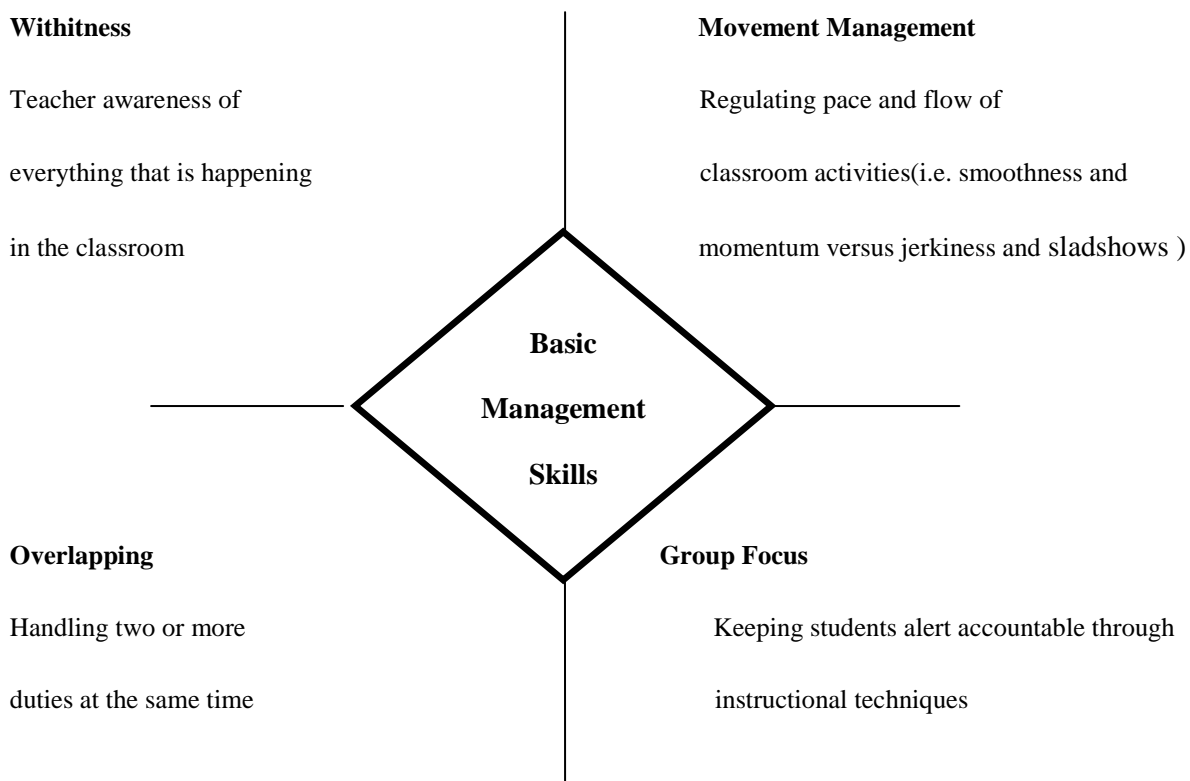 Withitness
Teacher awareness of
everything that is happening
in the classroom
Movement Management
Regulating pace and flow of
classroom activities(i.e. smoothness and
momentum versus jerkiness and sladshows )
Basic
Management
Skills
Overlapping
Handling two or more
duties at the same time
Group Focus
Keeping students alert accountable through
instructional techniques